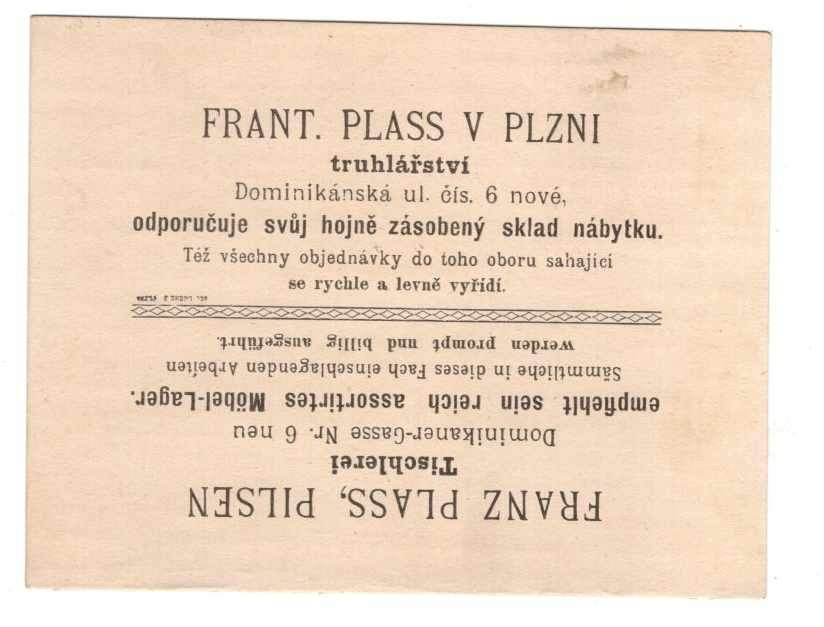 FRANT. PLASS V PLZNI
truhlářství
Dominikánská ul. čís. 6 nové,
odporučuje svůj hojně zásobený sklad nábytku.
Též všechny objednávky do toho oboru sahající
se rychle a levně vyřídí.
FRANZ PLASS, PILSEN
Tischlerei
Dominikaner-Gasse Nr. 6 neu
empfiehlt sein reich assortirtes Möbel-Lager.
Sämmtliche in dieses Fach einschlagenden Arbeiten
werden prompt und billig ausgeführt.